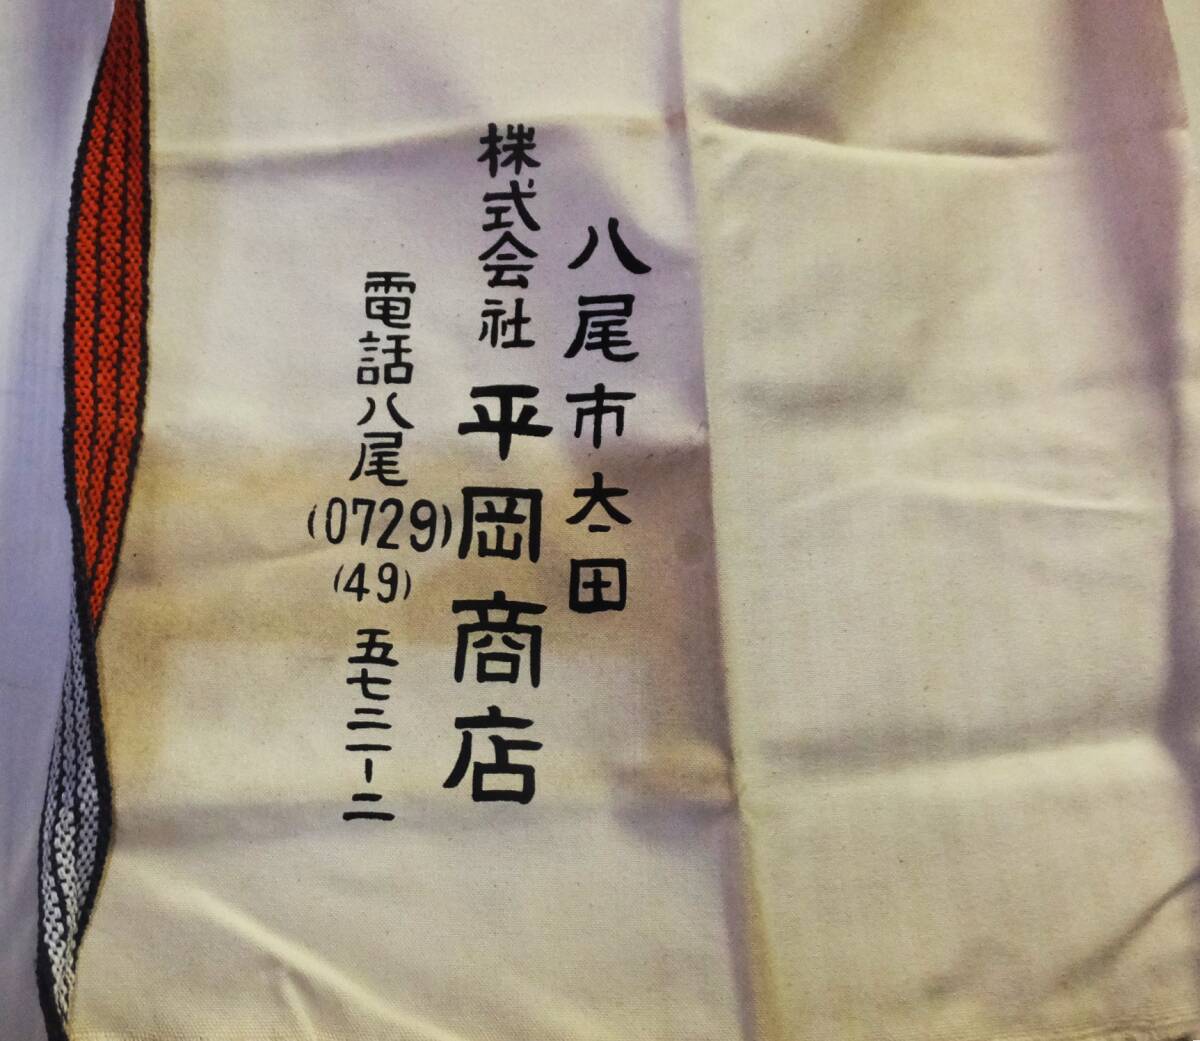 八尾市太田
株式会社 平岡商店
電話八尾(0729)(49)五七二一-二